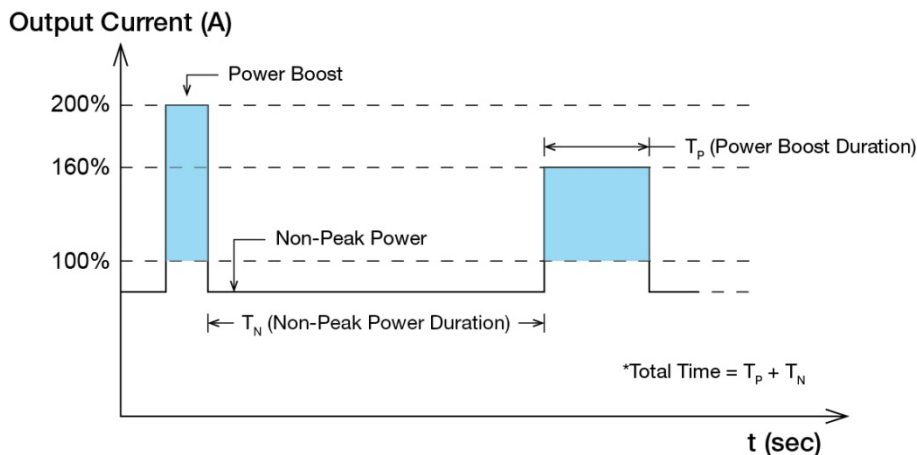 Output Current (A)
Power Boost
200%
T_P (Power Boost Duration)
160%
Non-Peak Power
100%
T_N (Non-Peak Power Duration)
*Total Time = T_P + T_N
t (sec)